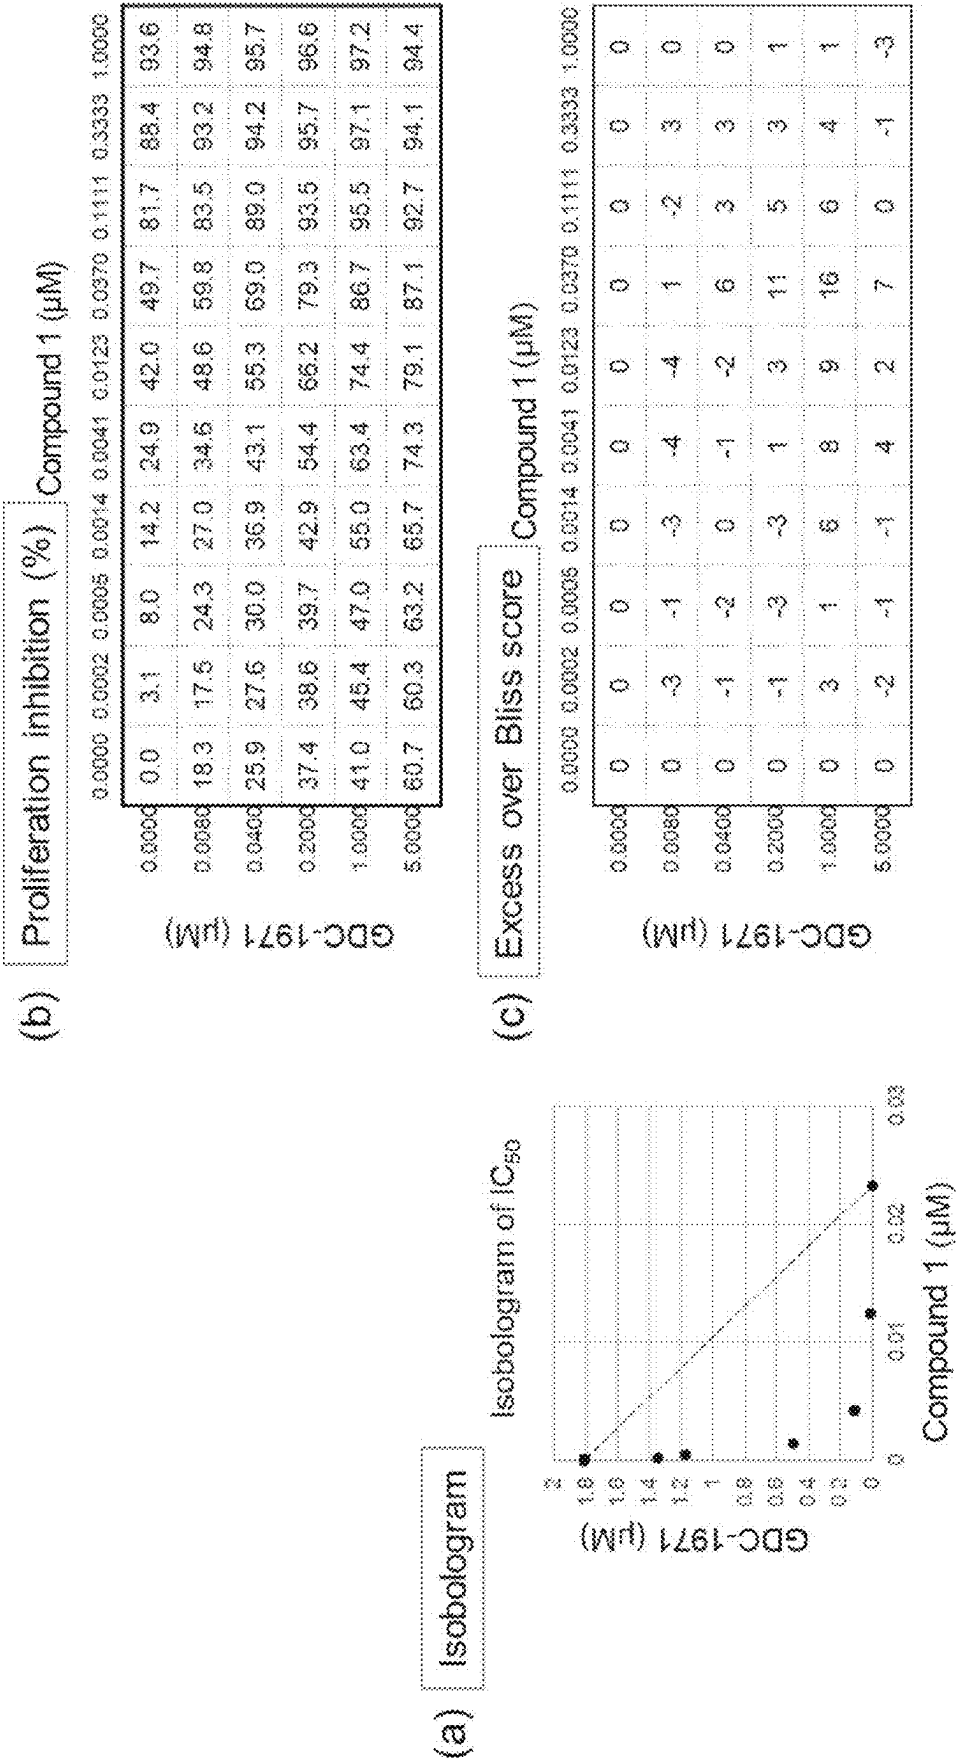 (a) Isobologram
Isobologram of IC50
GDC-1971 (µM)
2
1.8
1.6
1.4
1.2
1
0.8
0.6
0.4
0.2
0
0 0.01 0.02 0.03
Compound 1 (µM)
(b) Proliferation inhibition (%)
Compound 1 (µM)
0.0000 0.0002 0.0005 0.0014 0.0041 0.0123 0.0370 0.1111 0.3333 1.0000
GDC-1971 (µM)
0.0000 0.0 3.1 8.0 14.2 24.9 42.0 49.7 81.7 88.4 93.6
0.0080 18.3 17.5 24.3 27.0 34.6 48.6 59.8 83.5 93.2 94.8
0.0400 25.9 27.6 30.0 36.9 43.1 55.3 69.0 89.0 94.2 95.7
0.2000 37.4 38.6 39.7 42.9 54.4 66.2 79.3 93.5 95.7 96.6
1.0000 41.0 45.4 47.0 55.0 63.4 74.4 86.7 95.5 97.1 97.2
5.0000 60.7 60.3 63.2 65.7 74.3 79.1 87.1 92.7 94.1 94.4
(c) Excess over Bliss score
Compound 1 (µM)
0.0000 0.0002 0.0005 0.0014 0.0041 0.0123 0.0370 0.1111 0.3333 1.0000
GDC-1971 (µM)
0.0000 0 0 0 0 0 0 0 0 0 0
0.0080 0 -3 -1 -3 -4 -4 1 -2 3 0
0.0400 0 -1 -2 0 -1 -2 6 3 3 0
0.2000 0 -1 -3 -3 1 3 11 5 3 1
1.0000 0 3 1 6 8 9 16 6 4 1
5.0000 0 -2 -1 -1 4 2 7 0 -1 -3